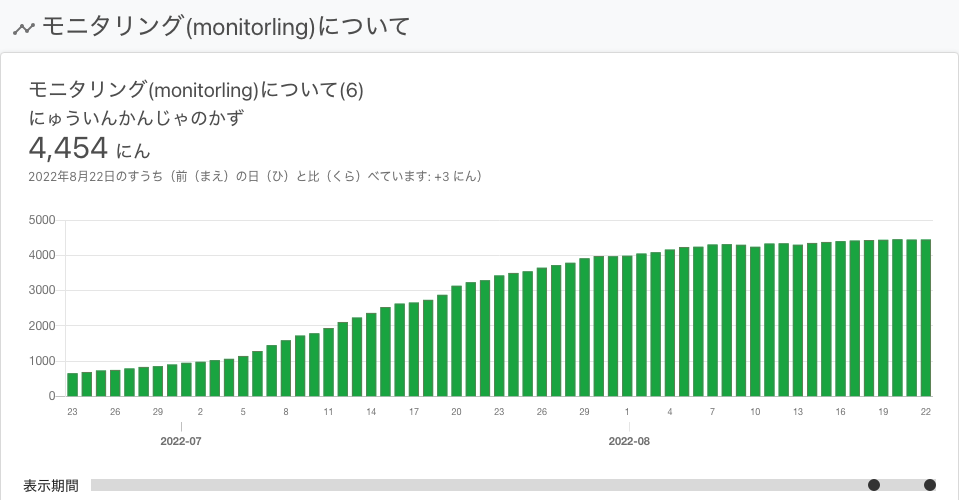 モニタリング(monitorling)について
モニタリング(monitorling)について(6)
にゅういんかんじゃのかず
4,454 にん
2022年8月22日のすうち（前（まえ）の日（ひ）と比（くら）べています: +3 にん）
5000
4000
3000
2000
1000
0
23 26 29 2 5 8 11 14 17 20 23 26 29 1 4 7 10 13 16 19 22
2022-07 2022-08
表示期間